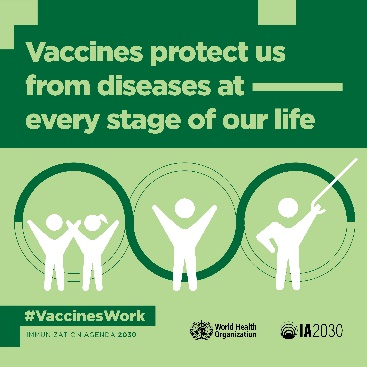 Vaccines protect us
from diseases at
every stage of our life
#VaccinesWork
IMMUNIZATION AGENDA 2030
World Health
Organization
IA2030